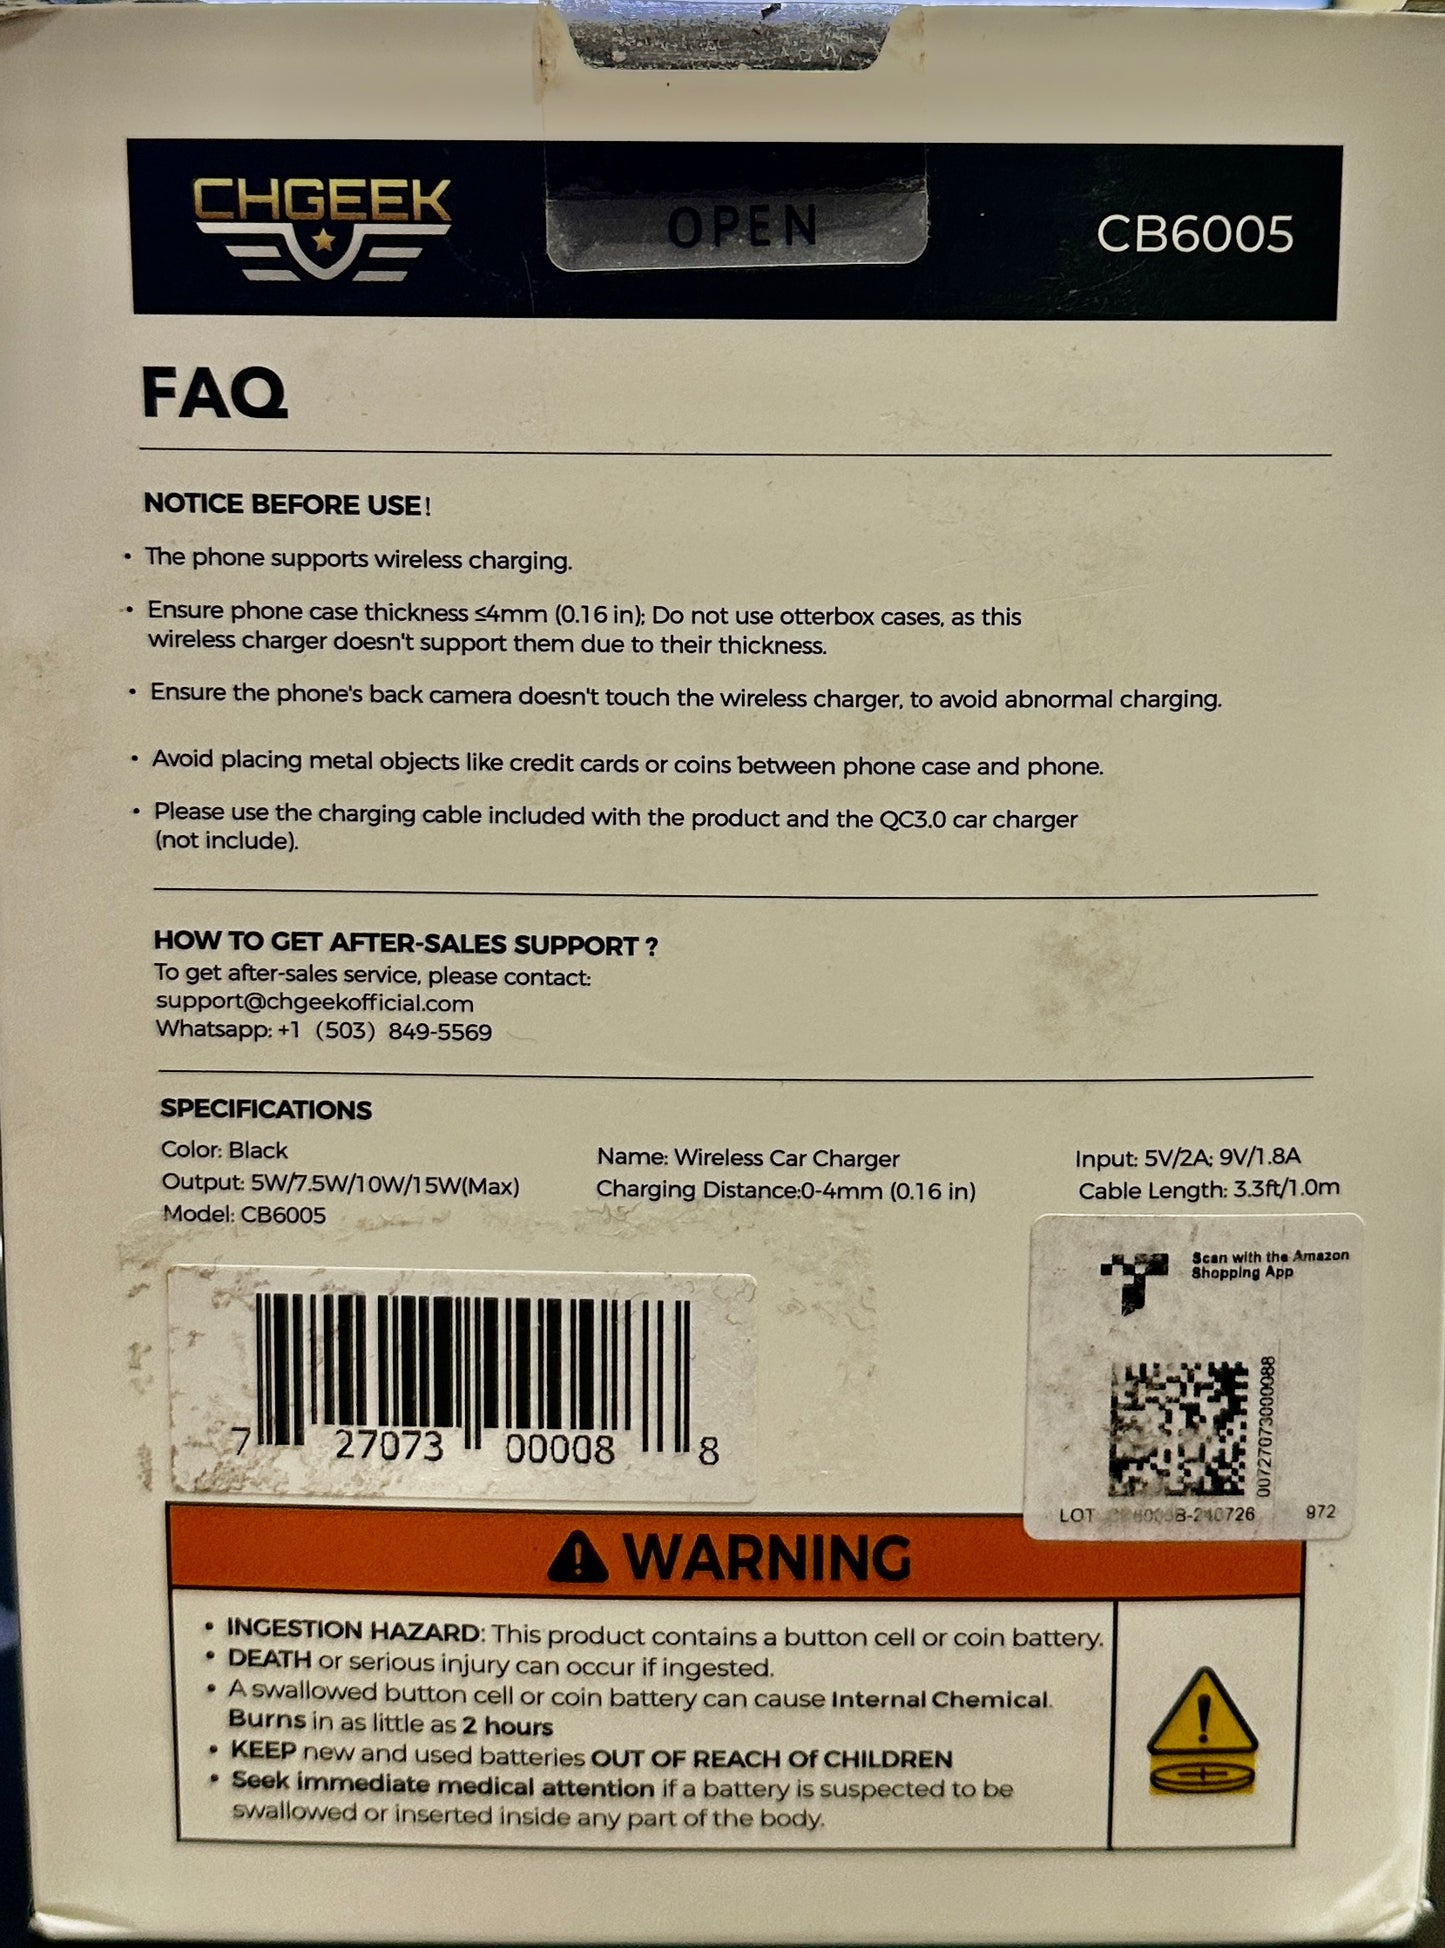 CHGEEK
OPEN
CB6005
FAQ
NOTICE BEFORE USE!
• The phone supports wireless charging.
• Ensure phone case thickness ≤4mm (0.16 in); Do not use otterbox cases, as this
wireless charger doesn't support them due to their thickness.
• Ensure the phone's back camera doesn't touch the wireless charger, to avoid abnormal charging.
• Avoid placing metal objects like credit cards or coins between phone case and phone.
• Please use the charging cable included with the product and the QC3.0 car charger
(not include).
HOW TO GET AFTER-SALES SUPPORT ?
To get after-sales service, please contact:
support@chgeekofficial.com
Whatsapp: +1 (503) 849-5569
SPECIFICATIONS
Color: Black
Output: 5W/7.5W/10W/15W(Max)
Model: CB6005
Name: Wireless Car Charger
Charging Distance:0-4mm (0.16 in)
Input: 5V/2A; 9V/1.8A
Cable Length: 3.3ft/1.0m
Scan with the Amazon
Shopping App
00727073000088
LOT 972
7 27073 00008 8
WARNING
• INGESTION HAZARD: This product contains a button cell or coin battery.
• DEATH or serious injury can occur if ingested.
• A swallowed button cell or coin battery can cause Internal Chemical
Burns in as little as 2 hours
• KEEP new and used batteries OUT OF REACH Of CHILDREN
• Seek immediate medical attention if a battery is suspected to be
swallowed or inserted inside any part of the body.